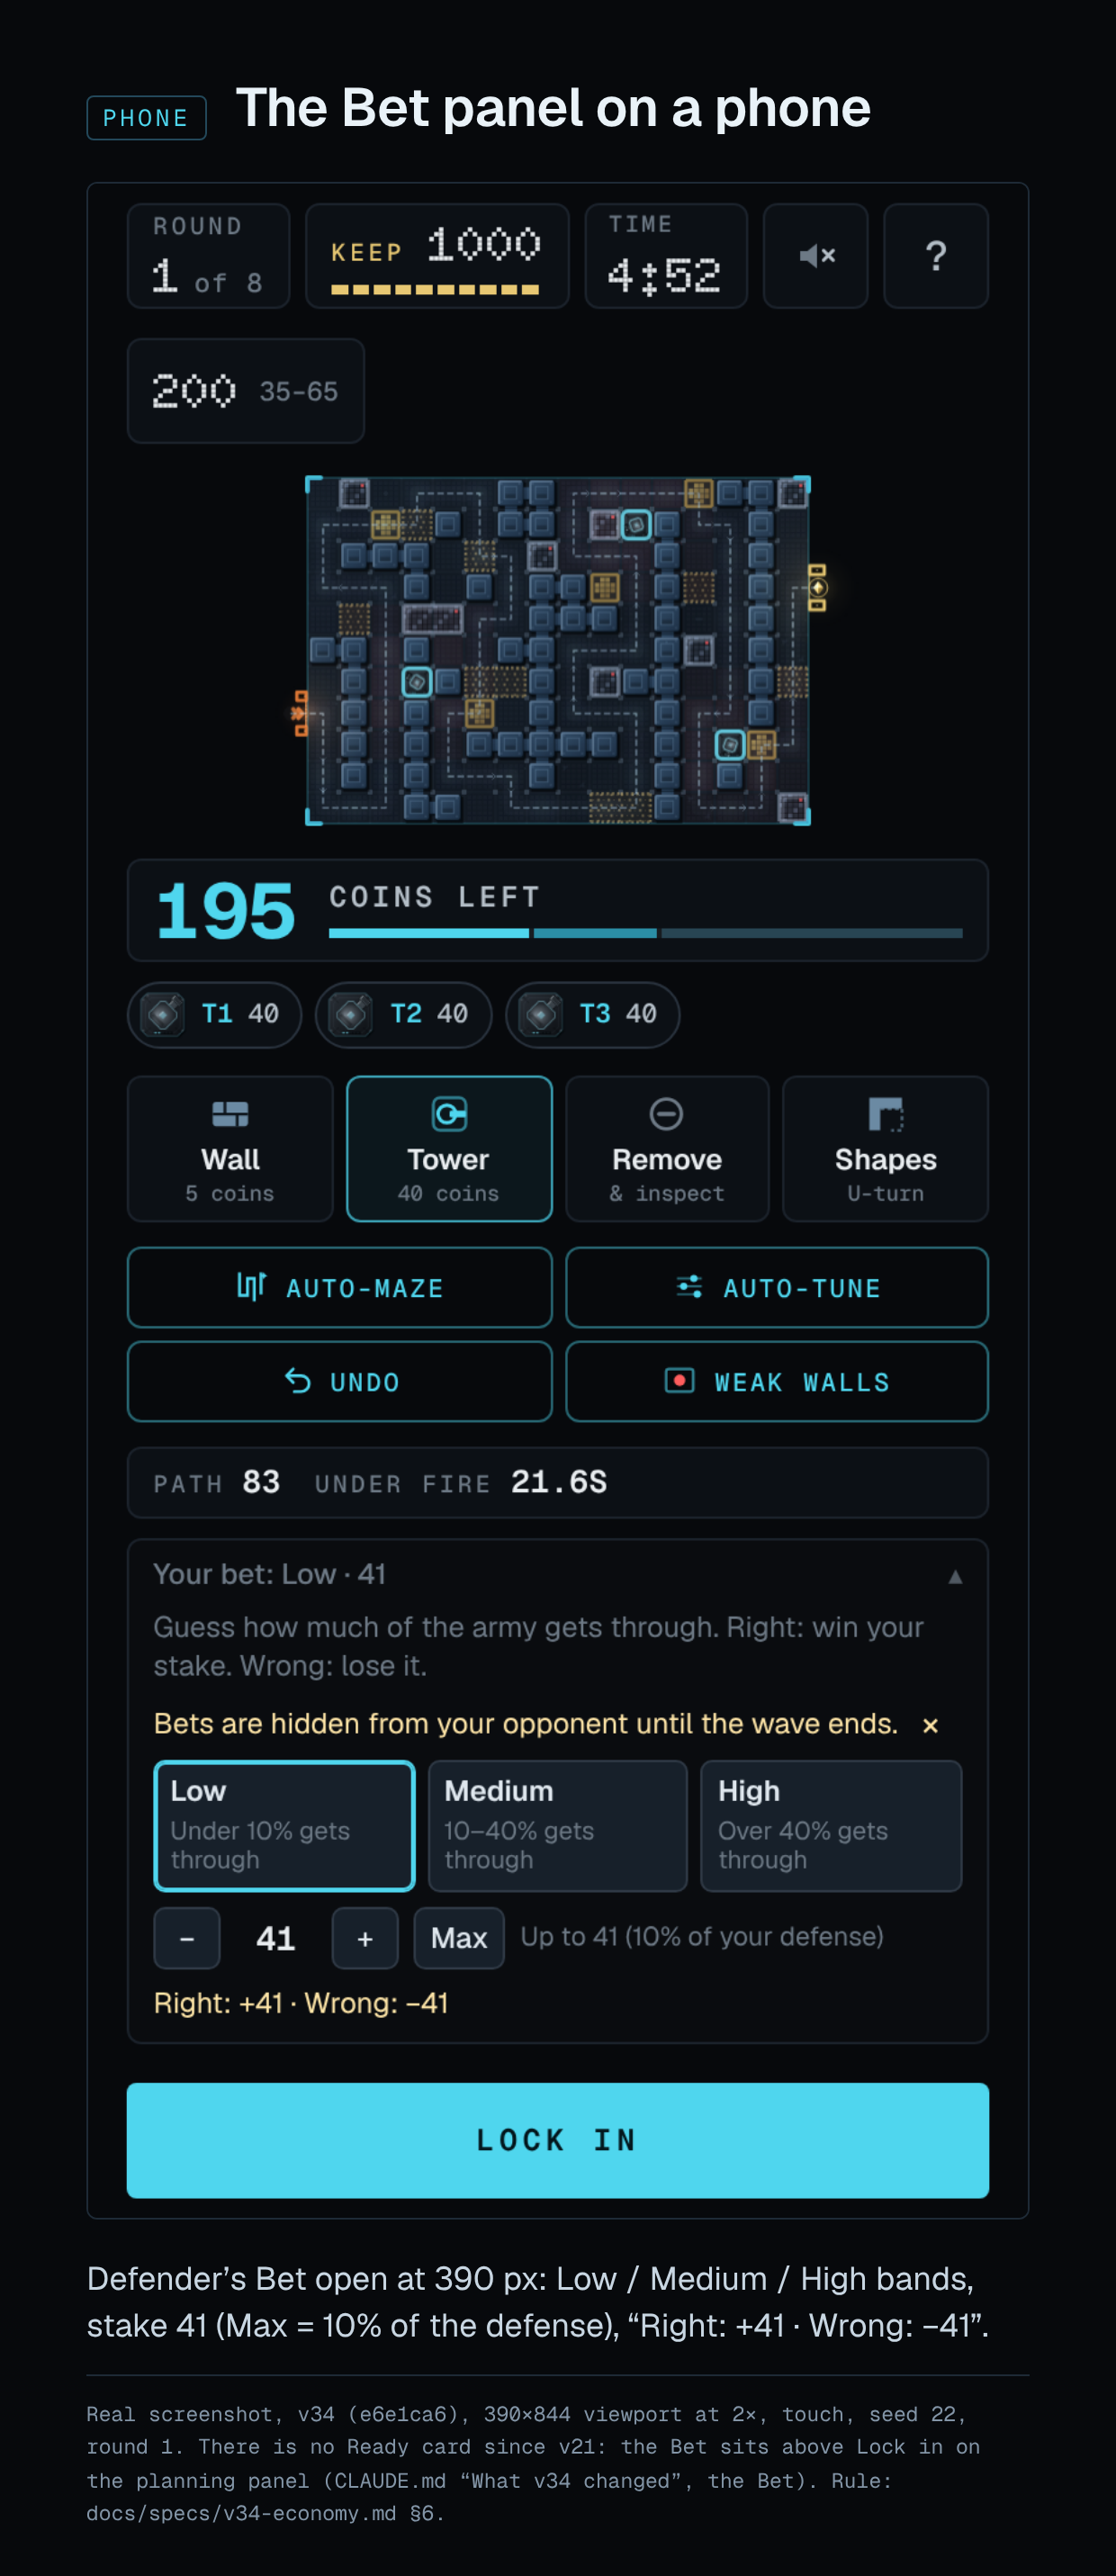 PHONE The Bet panel on a phone
ROUND
1 of 8
KEEP 1000
TIME
4:52
?
200 35–65
195 COINS LEFT
T1 40 T2 40 T3 40
Wall
5 coins
Tower
40 coins
Remove
& inspect
Shapes
U-turn
AUTO-MAZE
AUTO-TUNE
UNDO
WEAK WALLS
PATH 83 UNDER FIRE 21.6S
Your bet: Low · 41 ▲
Guess how much of the army gets through. Right: win your
stake. Wrong: lose it.
Bets are hidden from your opponent until the wave ends. ×
Low
Under 10% gets
through
Medium
10–40% gets
through
High
Over 40% gets
through
− 41 + Max Up to 41 (10% of your defense)
Right: +41 · Wrong: −41
LOCK IN
Defender’s Bet open at 390 px: Low / Medium / High bands,
stake 41 (Max = 10% of the defense), “Right: +41 · Wrong: −41”.
Real screenshot, v34 (e6e1ca6), 390×844 viewport at 2×, touch, seed 22,
round 1. There is no Ready card since v21: the Bet sits above Lock in on
the planning panel (CLAUDE.md “What v34 changed”, the Bet). Rule:
docs/specs/v34-economy.md §6.